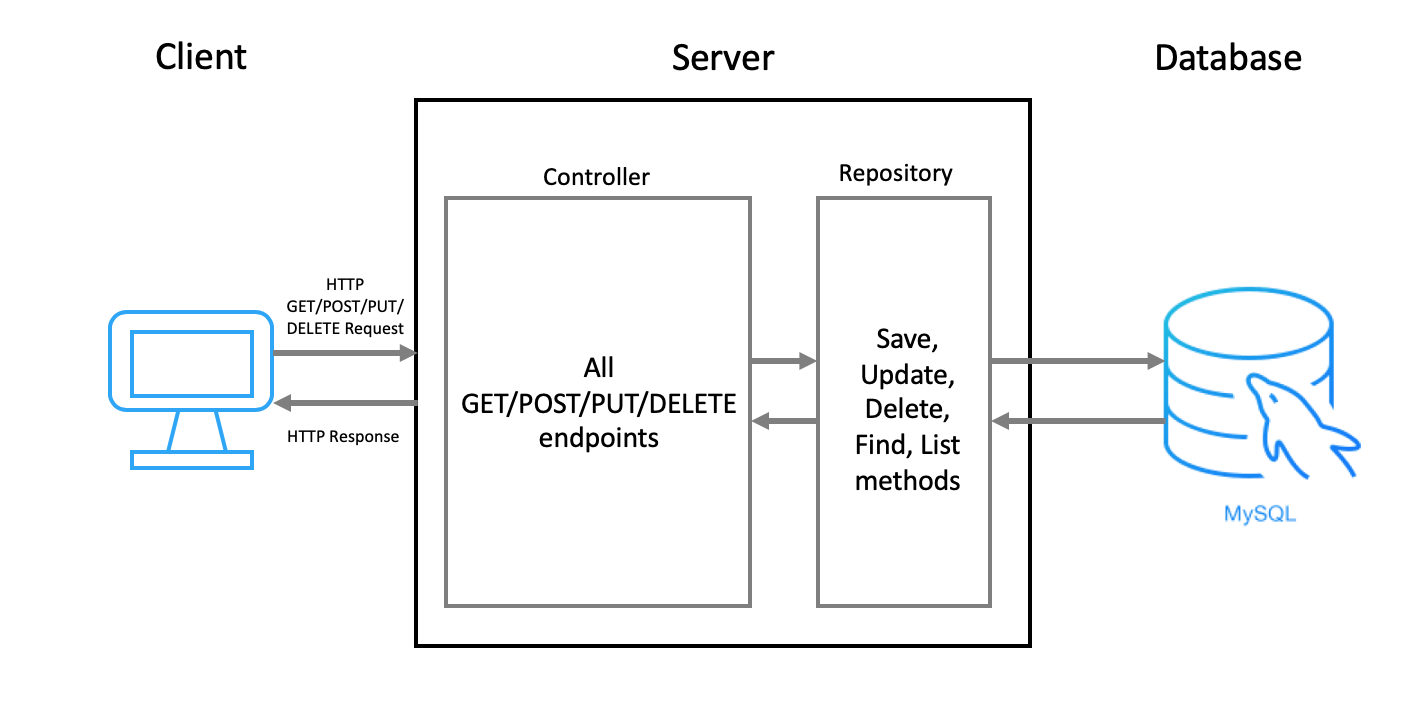 Client
Server
Database
Controller
Repository
HTTP
GET/POST/PUT/
DELETE Request
HTTP Response
All
GET/POST/PUT/DELETE
endpoints
Save,
Update,
Delete,
Find, List
methods
MySQL